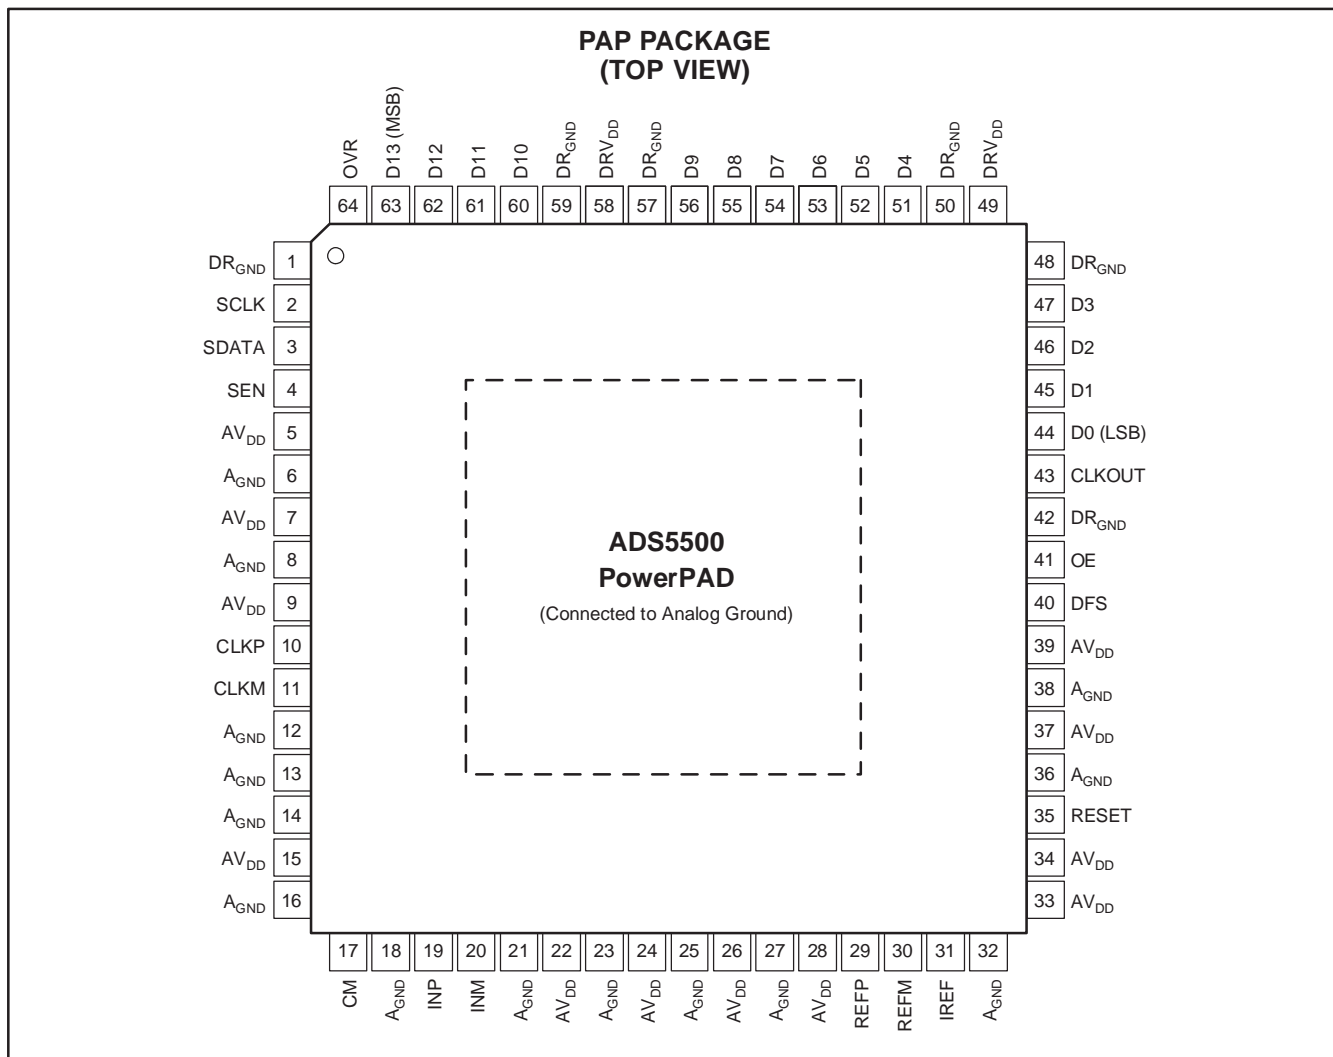 PAP PACKAGE
(TOP VIEW)
OVR
D13 (MSB)
D12
D11
D10
DRGND
DRVDD
DRGND
D9
D8
D7
D6
D5
D4
DRGND
DRVDD
64 63 62 61 60 59 58 57 56 55 54 53 52 51 50 49
DRGND 1
SCLK 2
SDATA 3
SEN 4
AVDD 5
AGND 6
AVDD 7
AGND 8
AVDD 9
CLKP 10
CLKM 11
AGND 12
AGND 13
AGND 14
AVDD 15
AGND 16
ADS5500
PowerPAD
(Connected to Analog Ground)
48 DRGND
47 D3
46 D2
45 D1
44 D0 (LSB)
43 CLKOUT
42 DRGND
41 OE
40 DFS
39 AVDD
38 AGND
37 AVDD
36 AGND
35 RESET
34 AVDD
33 AVDD
17 18 19 20 21 22 23 24 25 26 27 28 29 30 31 32
CM
AGND
INP
INM
AGND
AVDD
AGND
AVDD
AGND
AVDD
AGND
AVDD
REFP
REFM
IREF
AGND